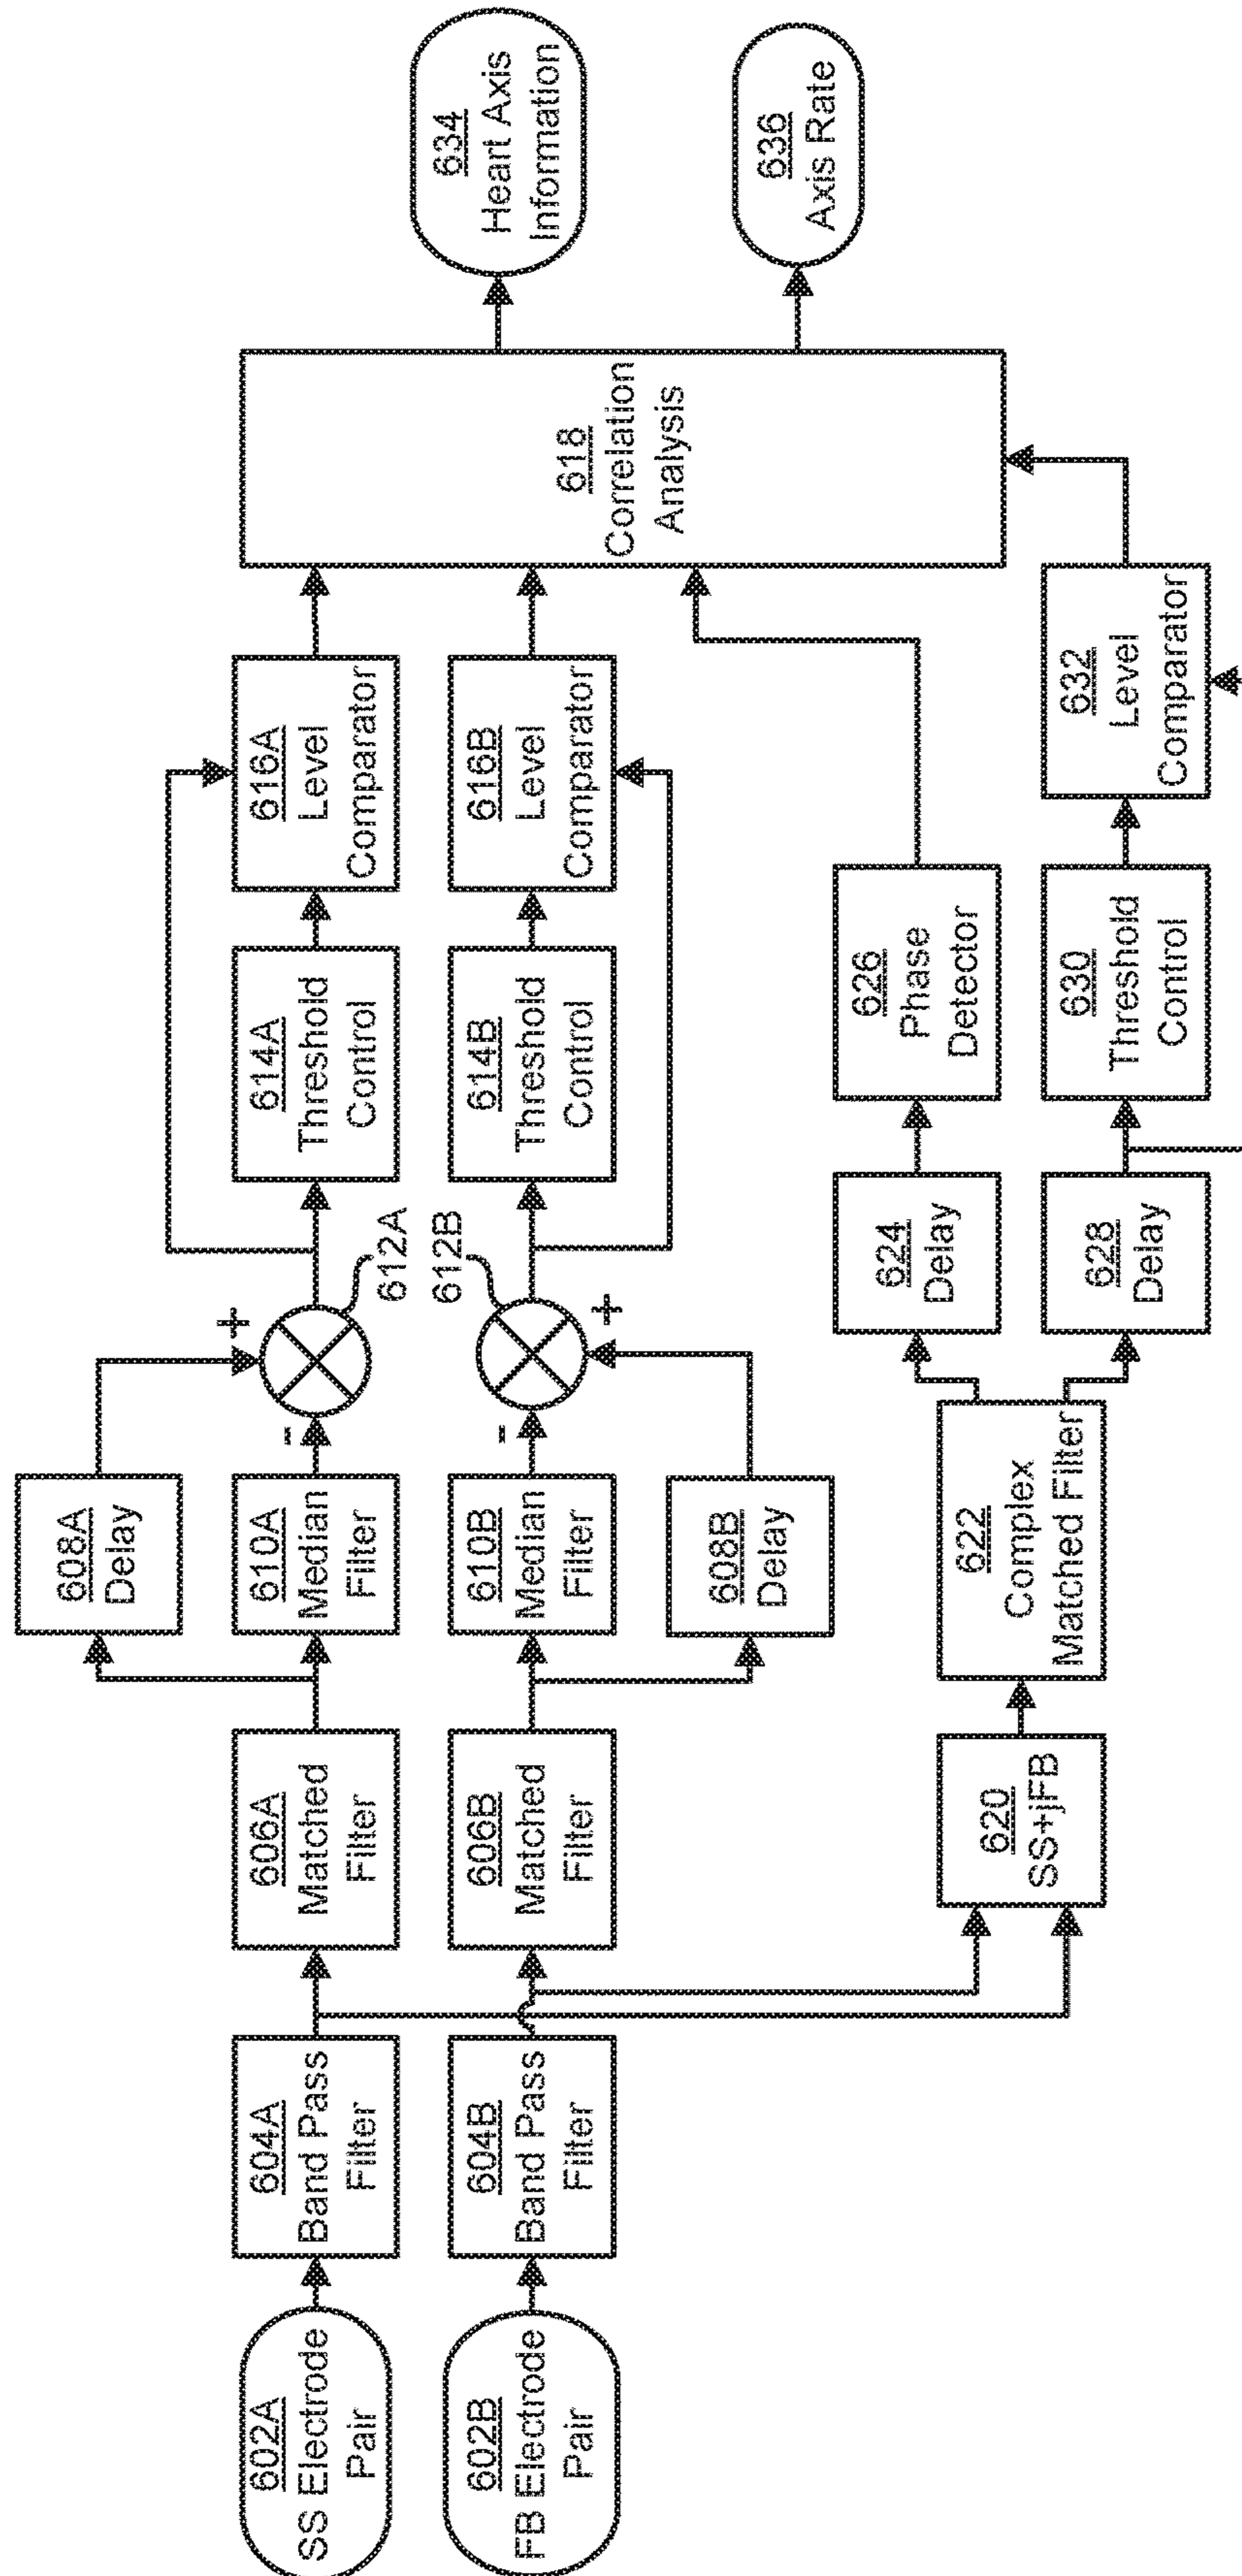 602A
SS Electrode
Pair
604A
Band Pass
Filter
606A
Matched
Filter
608A
Delay
610A
Median
Filter
+
-
612A
614A
Threshold
Control
616A
Level
Comparator
602B
FB Electrode
Pair
604B
Band Pass
Filter
606B
Matched
Filter
610B
Median
Filter
608B
Delay
-
+
612B
614B
Threshold
Control
616B
Level
Comparator
618
Correlation
Analysis
620
SS+jFB
622
Complex
Matched Filter
624
Delay
626
Phase
Detector
628
Delay
630
Threshold
Control
632
Level
Comparator
634
Heart Axis
Information
636
Axis Rate